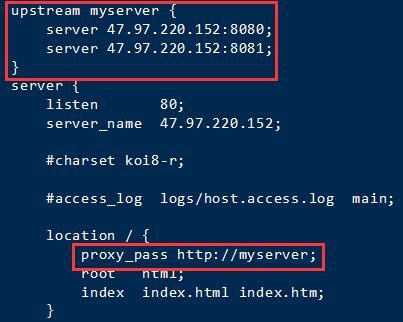 upstream myserver {
    server 47.97.220.152:8080;
    server 47.97.220.152:8081;
}
server {
    listen       80;
    server_name  47.97.220.152;

    #charset koi8-r;

    #access_log  logs/host.access.log  main;

    location / {
        proxy_pass http://myserver;
        root   html;
        index  index.html index.htm;
    }